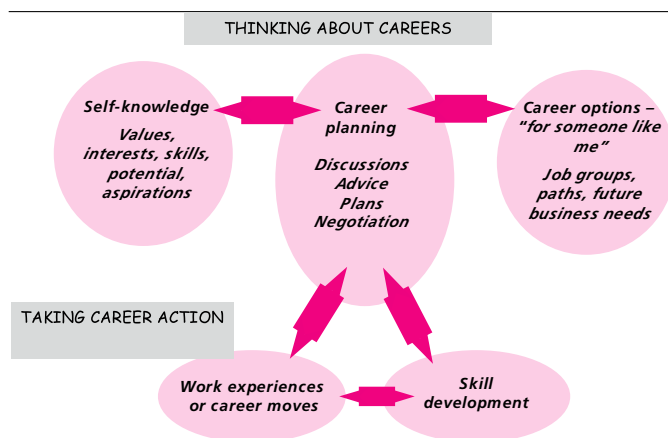 THINKING ABOUT CAREERS
Self-knowledge
Values,
interests, skills,
potential,
aspirations
Career
planning
Discussions
Advice
Plans
Negotiation
Career options –
“for someone like
me”
Job groups,
paths, future
business needs
TAKING CAREER ACTION
Work experiences
or career moves
Skill
development